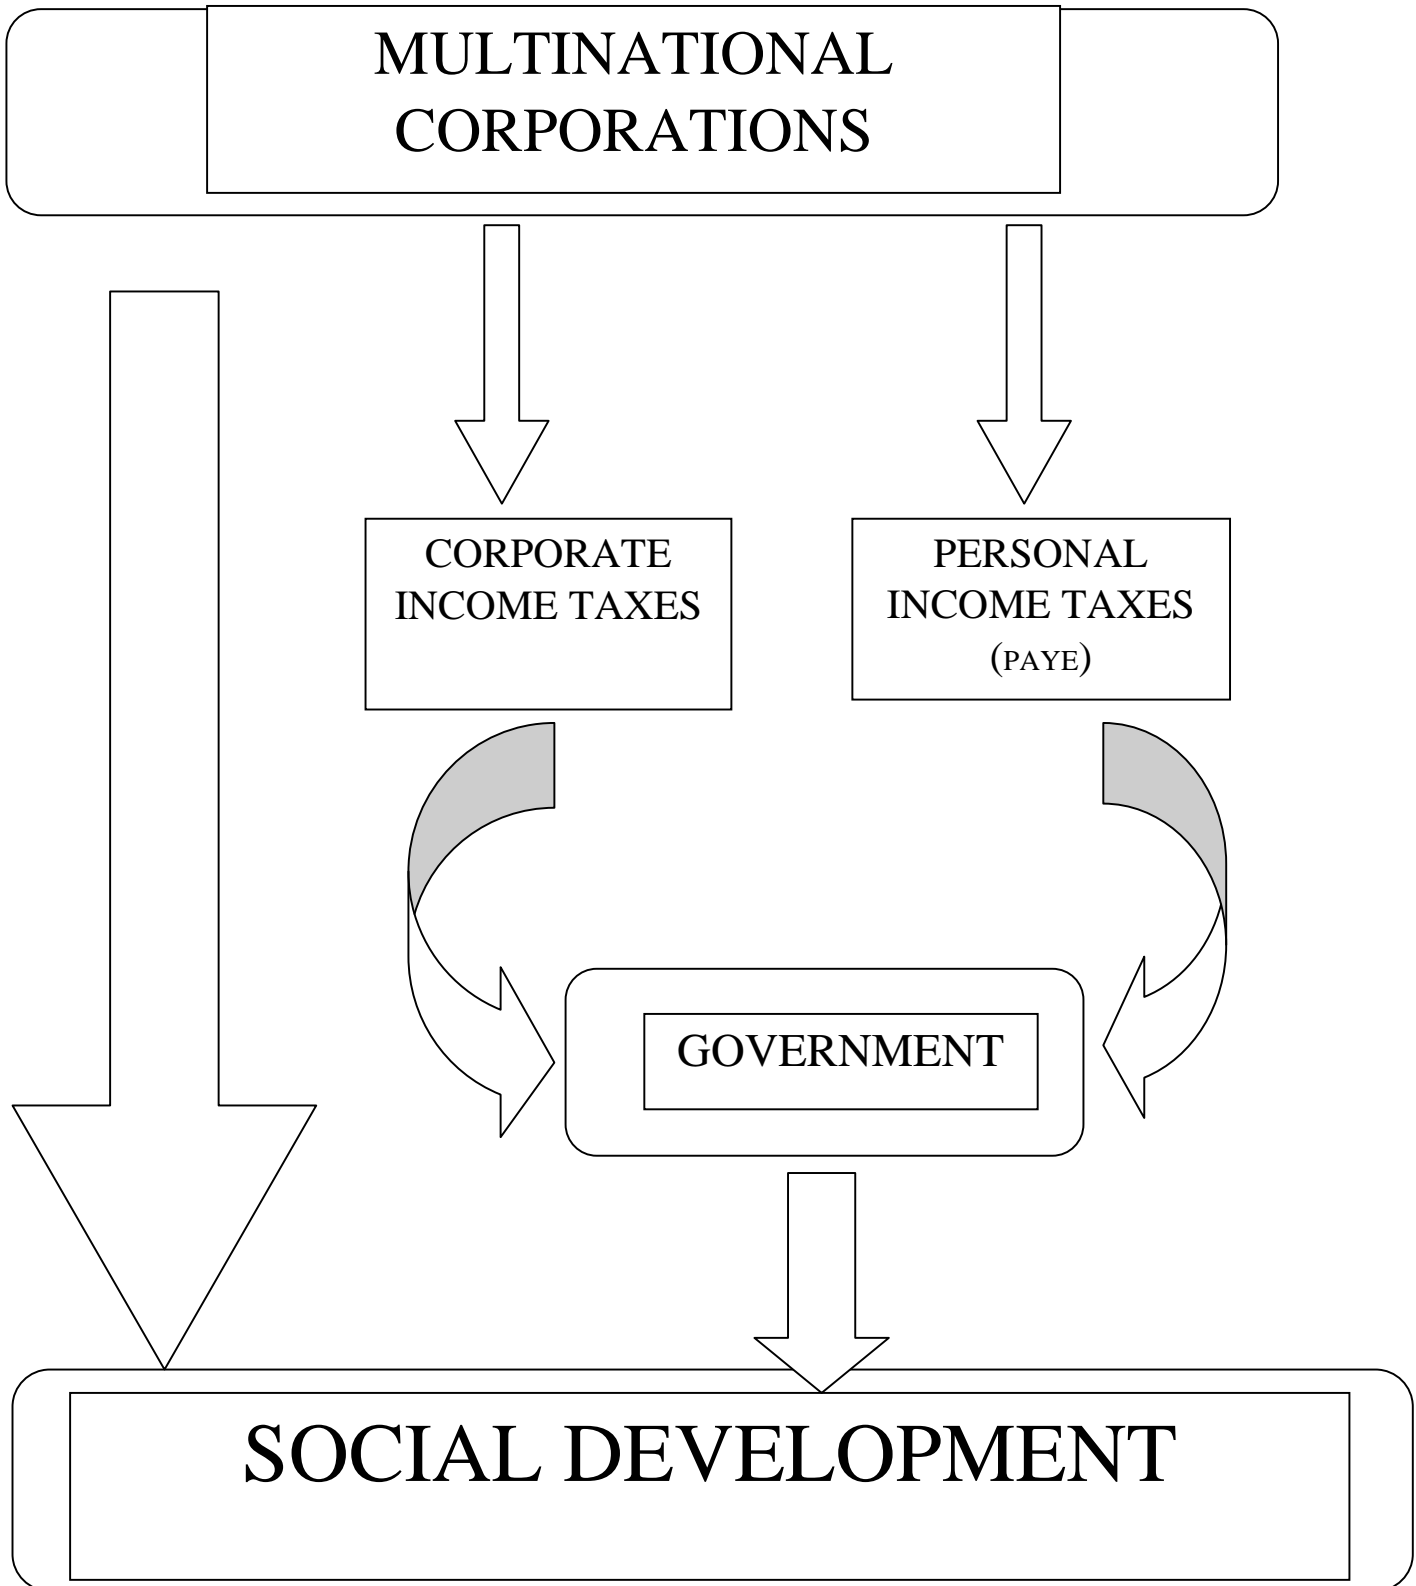 MULTINATIONAL
CORPORATIONS
CORPORATE
INCOME TAXES
PERSONAL
INCOME TAXES
(PAYE)
GOVERNMENT
SOCIAL DEVELOPMENT